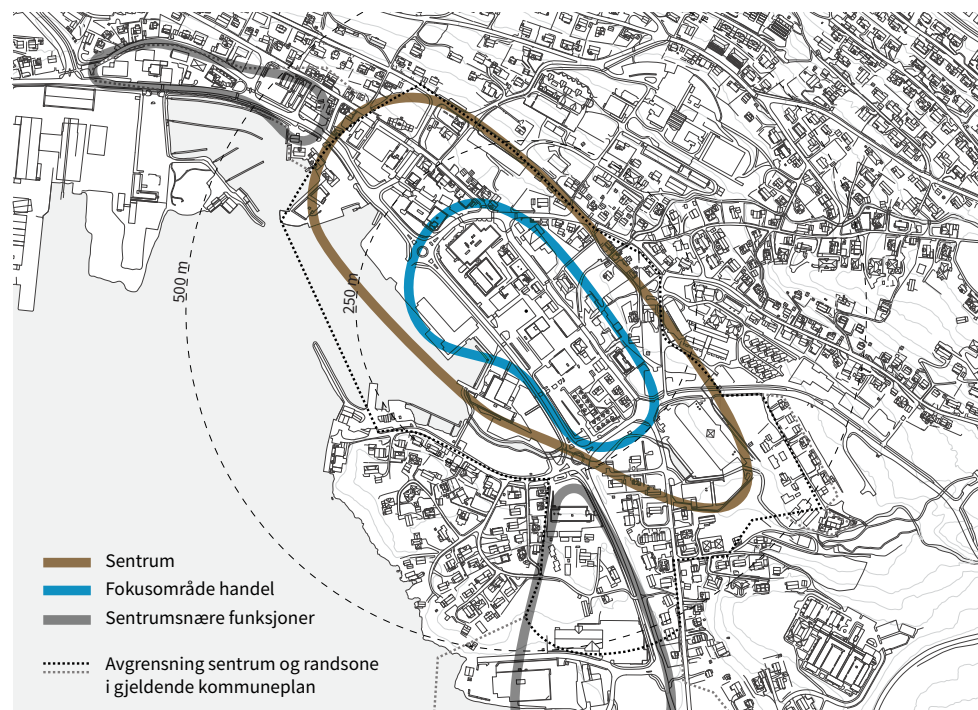 500 m
250 m
Sentrum
Fokusområde handel
Sentrumsnære funksjoner
Avgrensning sentrum og randsone
i gjeldende kommuneplan